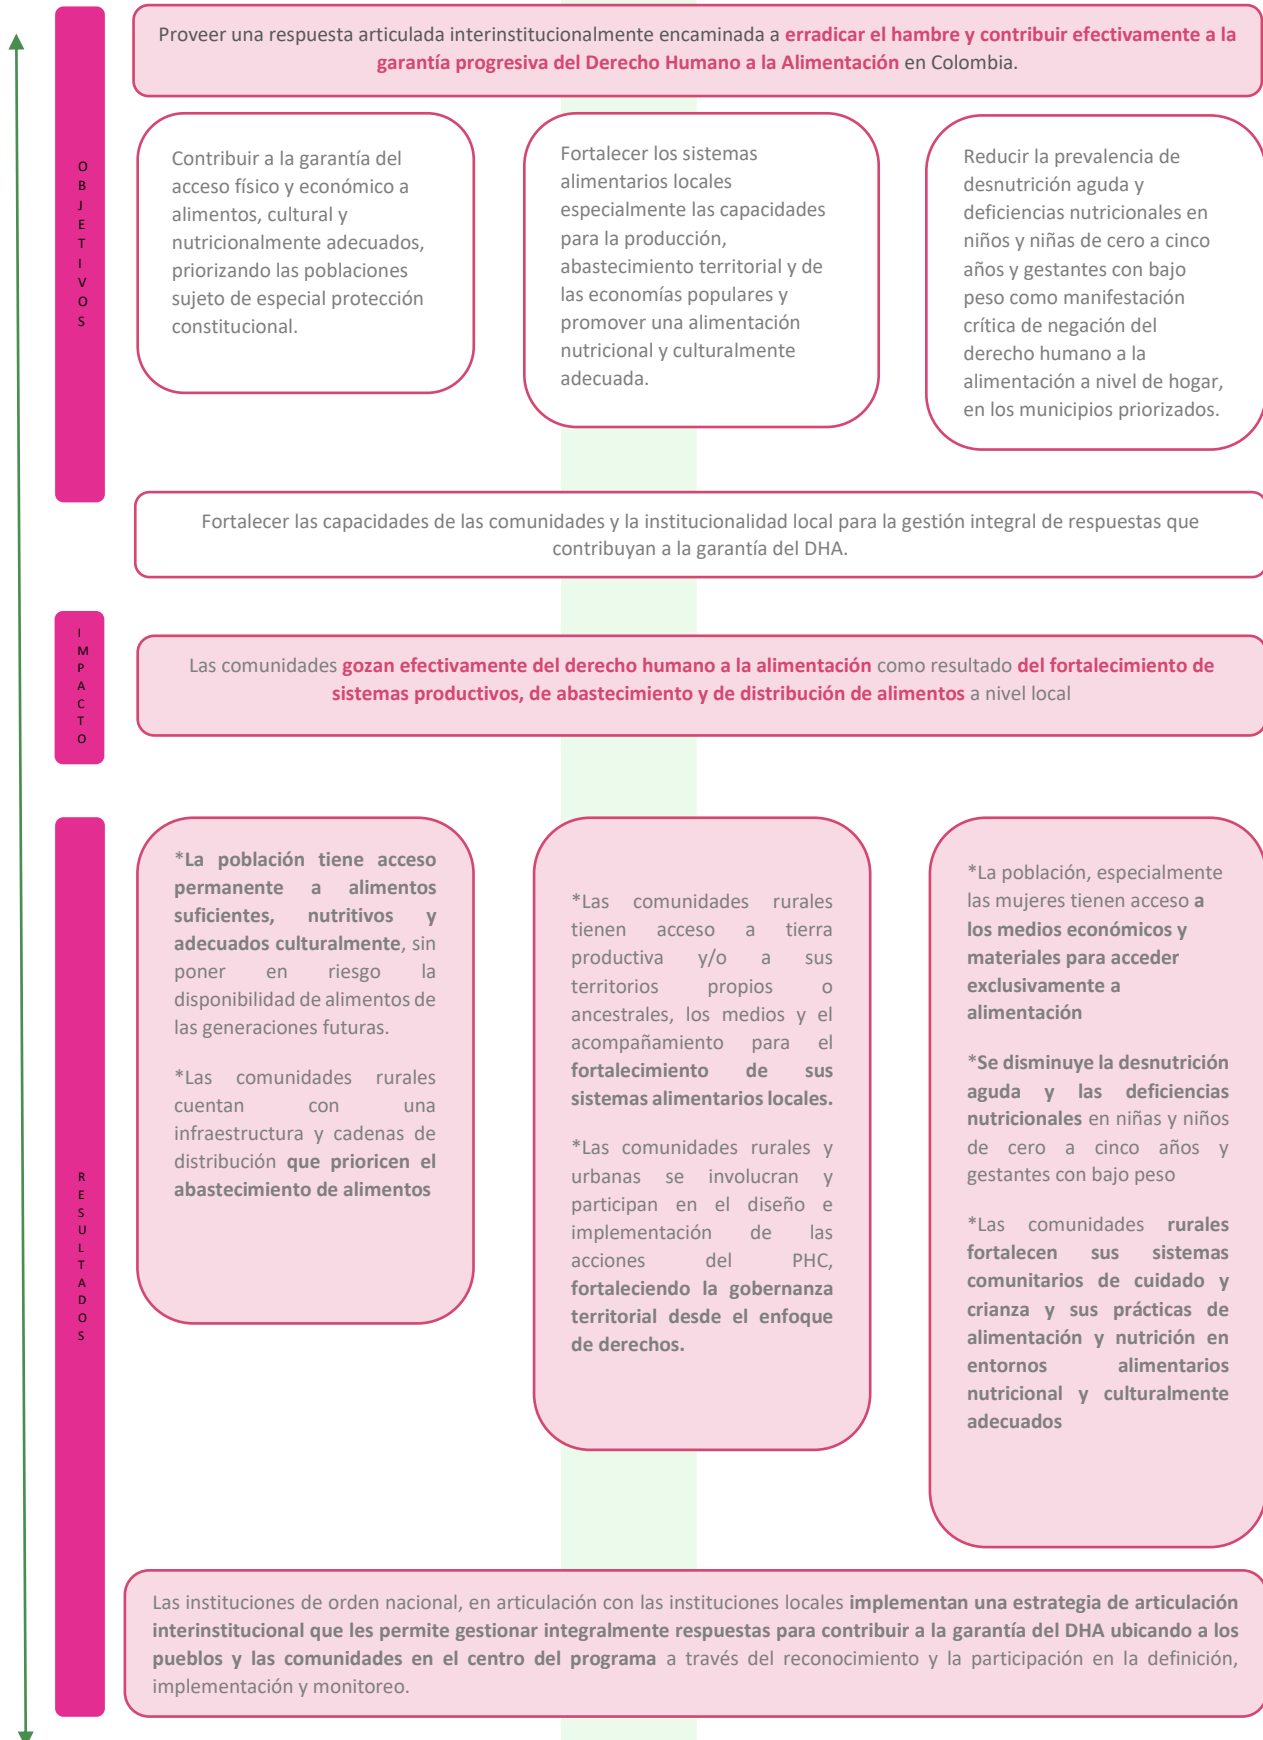 OBJETIVOS
Proveer una respuesta articulada interinstitucionalmente encaminada a erradicar el hambre y contribuir efectivamente a la
garantía progresiva del Derecho Humano a la Alimentación en Colombia.
Contribuir a la garantía del
acceso físico y económico a
alimentos, cultural y
nutricionalmente adecuados,
priorizando las poblaciones
sujeto de especial protección
constitucional.
Fortalecer los sistemas
alimentarios locales
especialmente las capacidades
para la producción,
abastecimiento territorial y de
las economías populares y
promover una alimentación
nutricional y culturalmente
adecuada.
Reducir la prevalencia de
desnutrición aguda y
deficiencias nutricionales en
niños y niñas de cero a cinco
años y gestantes con bajo
peso como manifestación
crítica de negación del
derecho humano a la
alimentación a nivel de hogar,
en los municipios priorizados.
Fortalecer las capacidades de las comunidades y la institucionalidad local para la gestión integral de respuestas que
contribuyan a la garantía del DHA.
IMPACTO
Las comunidades gozan efectivamente del derecho humano a la alimentación como resultado del fortalecimiento de
sistemas productivos, de abastecimiento y de distribución de alimentos a nivel local
RESULTADOS
*La población tiene acceso
permanente a alimentos
suficientes, nutritivos y
adecuados culturalmente, sin
poner en riesgo la
disponibilidad de alimentos de
las generaciones futuras.
*Las comunidades rurales
cuentan con una
infraestructura y cadenas de
distribución que prioricen el
abastecimiento de alimentos
*Las comunidades rurales
tienen acceso a tierra
productiva y/o a sus
territorios propios o
ancestrales, los medios y el
acompañamiento para el
fortalecimiento de sus
sistemas alimentarios locales.
*Las comunidades rurales y
urbanas se involucran y
participan en el diseño e
implementación de las
acciones del PHC,
fortaleciendo la gobernanza
territorial desde el enfoque
de derechos.
*La población, especialmente
las mujeres tienen acceso a
los medios económicos y
materiales para acceder
exclusivamente a
alimentación
*Se disminuye la desnutrición
aguda y las deficiencias
nutricionales en niñas y niños
de cero a cinco años y
gestantes con bajo peso
*Las comunidades rurales
fortalecen sus sistemas
comunitarios de cuidado y
crianza y sus prácticas de
alimentación y nutrición en
entornos alimentarios
nutricional y culturalmente
adecuados
Las instituciones de orden nacional, en articulación con las instituciones locales implementan una estrategia de articulación
interinstitucional que les permite gestionar integralmente respuestas para contribuir a la garantía del DHA ubicando a los
pueblos y las comunidades en el centro del programa a través del reconocimiento y la participación en la definición,
implementación y monitoreo.